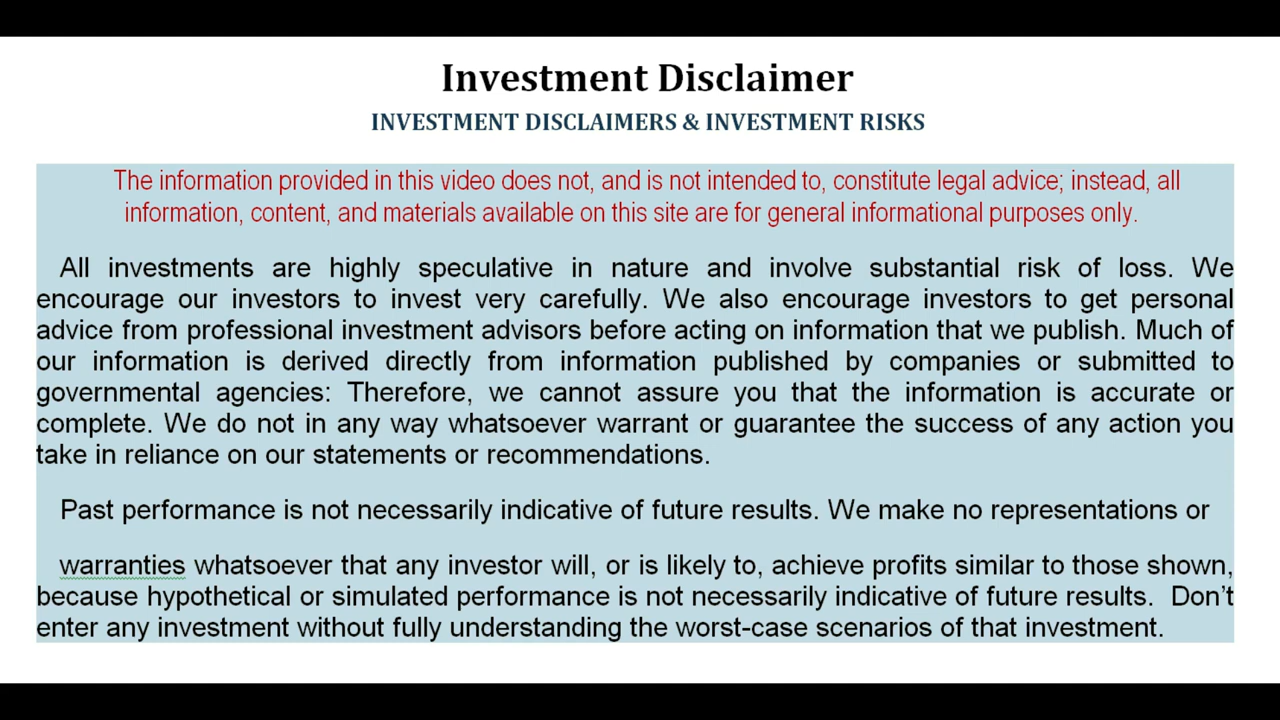 Investment Disclaimer
INVESTMENT DISCLAIMERS & INVESTMENT RISKS
The information provided in this video does not, and is not intended to, constitute legal advice; instead, all
information, content, and materials available on this site are for general informational purposes only.
All investments are highly speculative in nature and involve substantial risk of loss. We
encourage our investors to invest very carefully. We also encourage investors to get personal
advice from professional investment advisors before acting on information that we publish. Much of
our information is derived directly from information published by companies or submitted to
governmental agencies: Therefore, we cannot assure you that the information is accurate or
complete. We do not in any way whatsoever warrant or guarantee the success of any action you
take in reliance on our statements or recommendations.
Past performance is not necessarily indicative of future results. We make no representations or
warranties whatsoever that any investor will, or is likely to, achieve profits similar to those shown,
because hypothetical or simulated performance is not necessarily indicative of future results.  Don’t
enter any investment without fully understanding the worst-case scenarios of that investment.